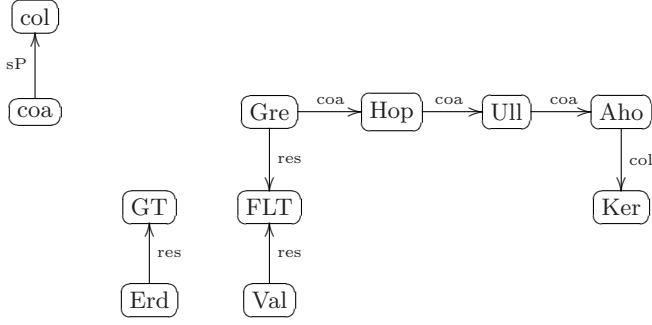 col
sP
coa
Gre
coa
Hop
coa
Ull
coa
Aho
res
col
GT
FLT
Ker
res
res
Erd
Val